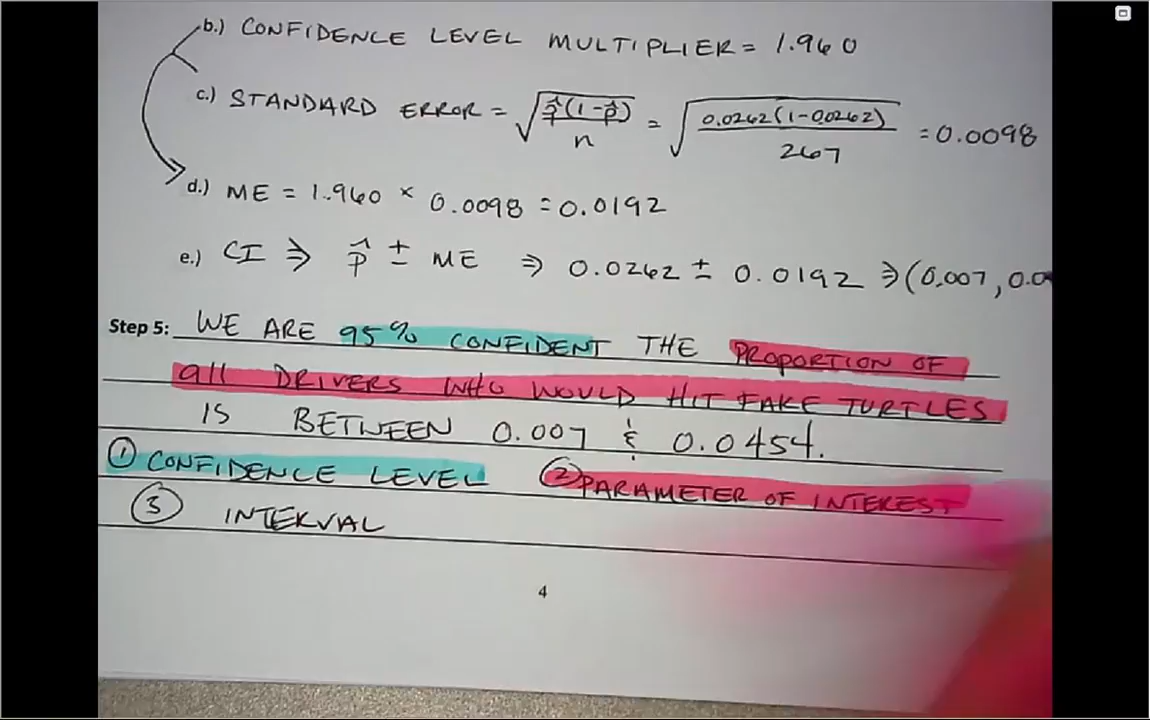 b.) CONFIDENCE LEVEL MULTIPLIER = 1.960
c.) STANDARD ERROR = √(p̂(1-p̂)/n) = √(0.0262(1-0.0262)/267) = 0.0098
d.) ME = 1.960 × 0.0098 = 0.0192
e.) CI ⇒ p̂ ± ME ⇒ 0.0262 ± 0.0192 ⇒ (0.007, 0.0
Step 5: WE ARE 95% CONFIDENT THE PROPORTION OF
all DRIVERS WHO WOULD HIT FAKE TURTLES
IS BETWEEN 0.007 & 0.0454.
① CONFIDENCE LEVEL ② PARAMETER OF INTEREST
③ INTERVAL
4